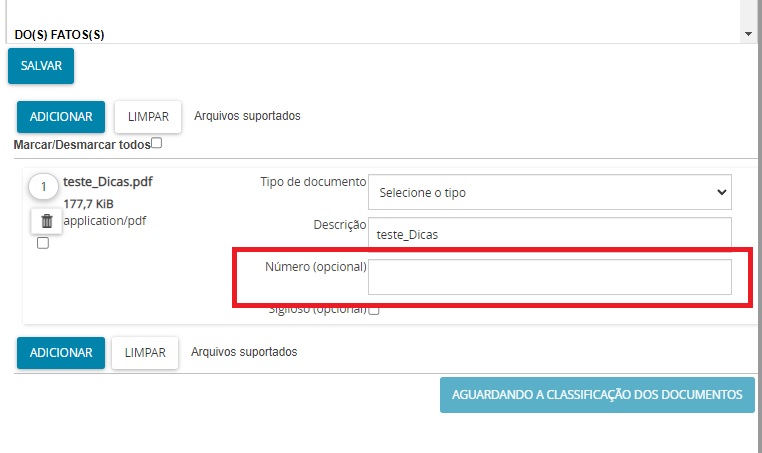 DO(S) FATOS(S)
SALVAR
ADICIONAR LIMPAR Arquivos suportados
Marcar/Desmarcar todos
1 teste_Dicas.pdf Tipo de documento Selecione o tipo
177,7 KiB
application/pdf Descrição teste_Dicas
Número (opcional)
Sigiloso (opcional)
ADICIONAR LIMPAR Arquivos suportados
AGUARDANDO A CLASSIFICAÇÃO DOS DOCUMENTOS